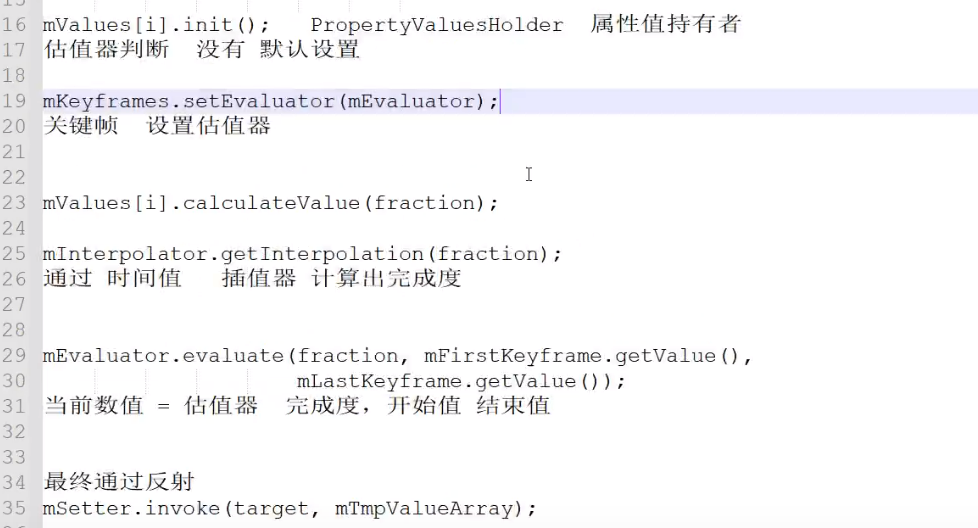 16 mValues[i].init();   PropertyValuesHolder  属性值持有者
17 估值器判断  没有 默认设置
18
19 mKeyframes.setEvaluator(mEvaluator);
20 关键帧  设置估值器
21
22
23 mValues[i].calculateValue(fraction);
24
25 mInterpolator.getInterpolation(fraction);
26 通过 时间值   插值器 计算出完成度
27
28
29 mEvaluator.evaluate(fraction, mFirstKeyframe.getValue(),
30                     mLastKeyframe.getValue());
31 当前数值 = 估值器  完成度，开始值 结束值
32
33
34 最终通过反射
35 mSetter.invoke(target, mTmpValueArray);